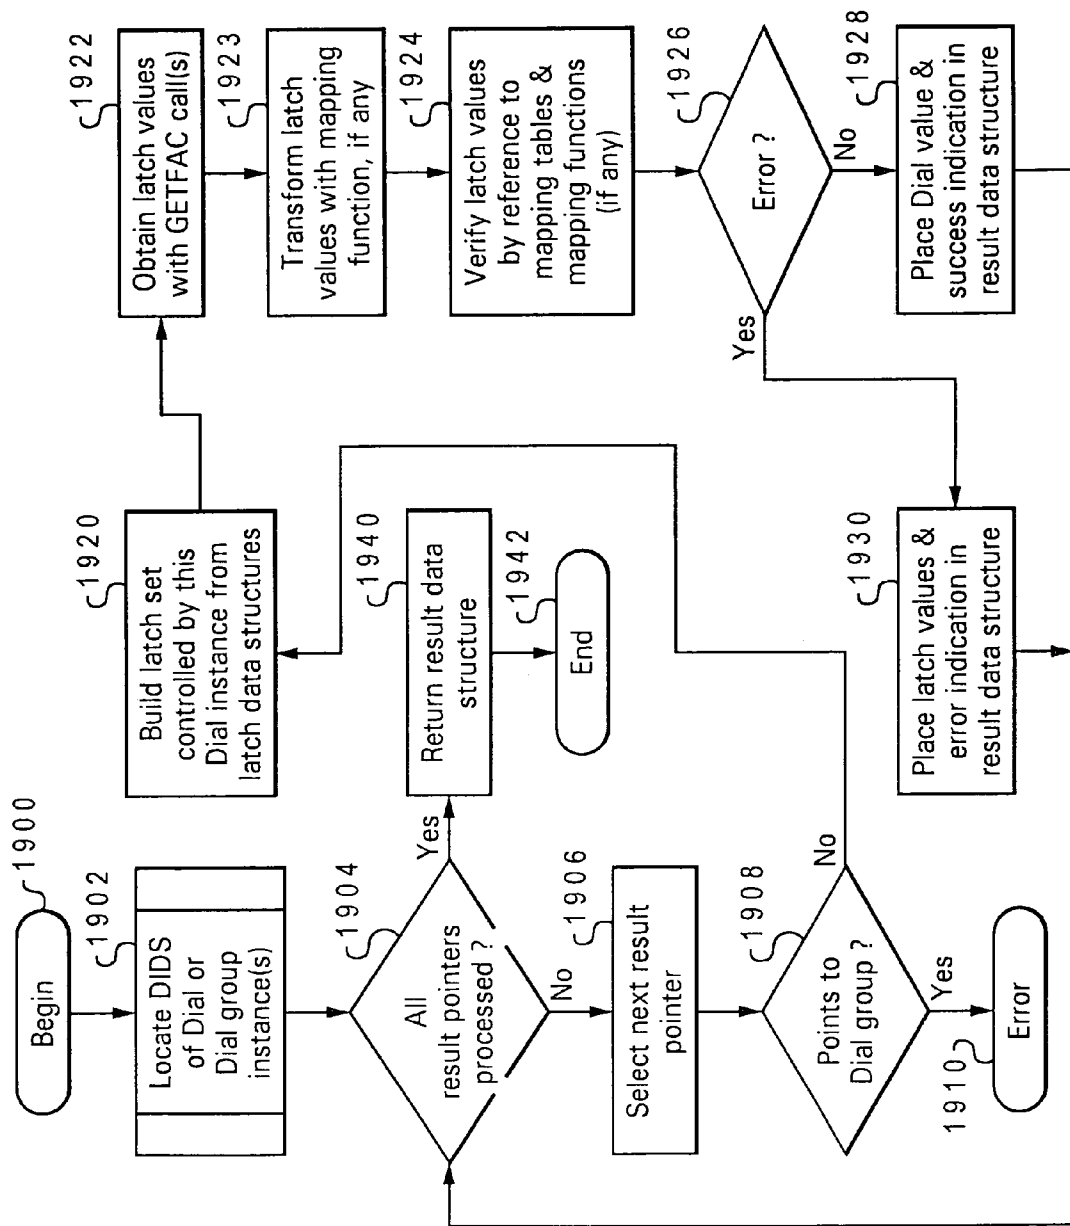 Begin
1900
Locate DIDS
of Dial or
Dial group
instance(s)
1902
All
result pointers
processed ?
1904
Yes
No
Select next result
pointer
1906
Points to
Dial group ?
1908
No
Yes
Error
1910
Build latch set
controlled by this
Dial instance from
latch data structures
1920
Return result data
structure
1940
End
1942
Obtain latch values
with GETFAC call(s)
1922
Transform latch
values with mapping
function, if any
1923
Verify latch values
by reference to
mapping tables &
mapping functions
(if any)
1924
Error ?
1926
Yes
No
Place Dial value &
success indication in
result data structure
1928
Place latch values &
error indication in
result data structure
1930